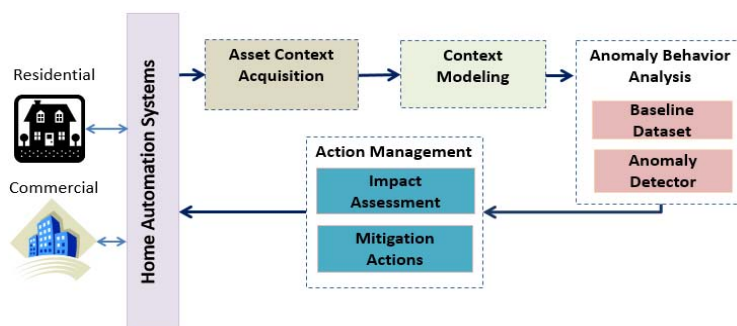 Residential
Commercial
Home Automation Systems
Asset Context
Acquisition
Context
Modeling
Anomaly Behavior
Analysis
Baseline
Dataset
Anomaly
Detector
Action Management
Impact
Assessment
Mitigation
Actions